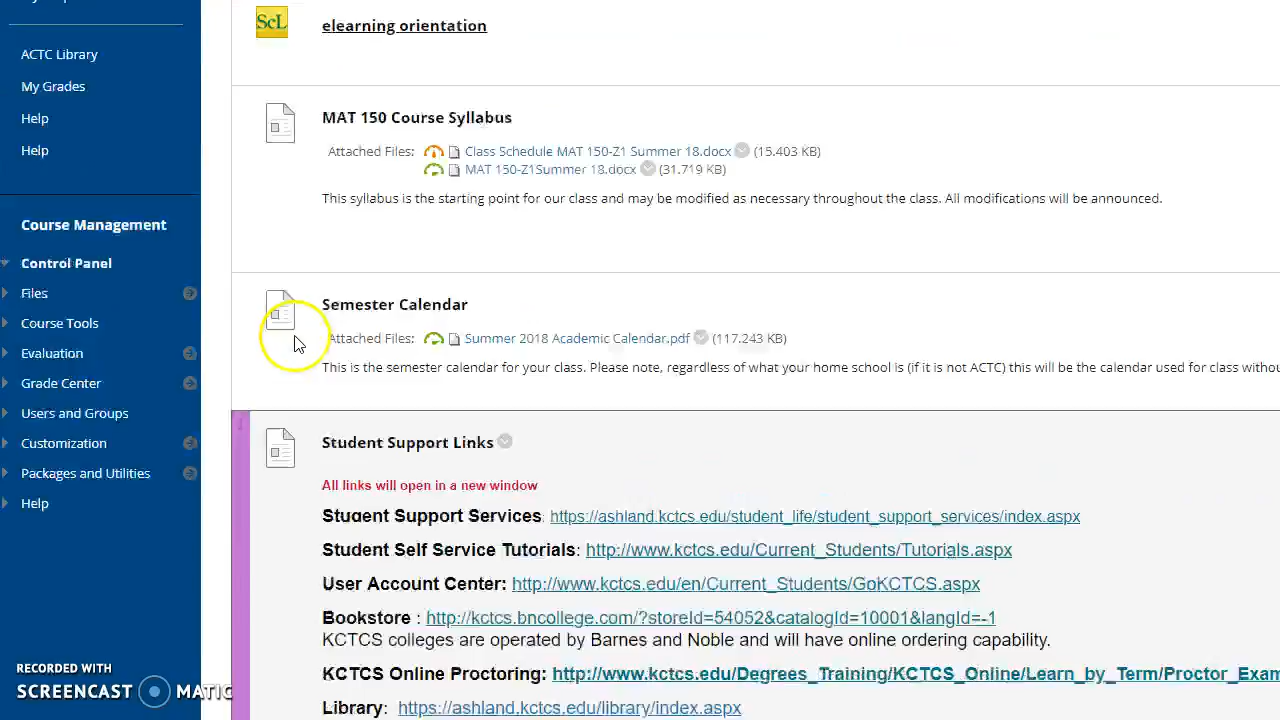 ACTC Library
My Grades
Help
Help
Course Management
Control Panel
Files
Course Tools
Evaluation
Grade Center
Users and Groups
Customization
Packages and Utilities
Help
RECORDED WITH
SCREENCAST MATIC
ScL
elearning orientation
MAT 150 Course Syllabus
Attached Files: Class Schedule MAT 150-Z1 Summer 18.docx (15.403 KB)
MAT 150-Z1Summer 18.docx (31.719 KB)
This syllabus is the starting point for our class and may be modified as necessary throughout the class. All modifications will be announced.
Semester Calendar
Attached Files: Summer 2018 Academic Calendar.pdf (117.243 KB)
This is the semester calendar for your class. Please note, regardless of what your home school is (if it is not ACTC) this will be the calendar used for class withou
Student Support Links
All links will open in a new window
Student Support Services: https://ashland.kctcs.edu/student_life/student_support_services/index.aspx
Student Self Service Tutorials: http://www.kctcs.edu/Current_Students/Tutorials.aspx
User Account Center: http://www.kctcs.edu/en/Current_Students/GoKCTCS.aspx
Bookstore : http://kctcs.bncollege.com/?storeId=54052&catalogId=10001&langId=-1
KCTCS colleges are operated by Barnes and Noble and will have online ordering capability.
KCTCS Online Proctoring: http://www.kctcs.edu/Degrees_Training/KCTCS_Online/Learn_by_Term/Proctor_Exam
Library: https://ashland.kctcs.edu/library/index.aspx